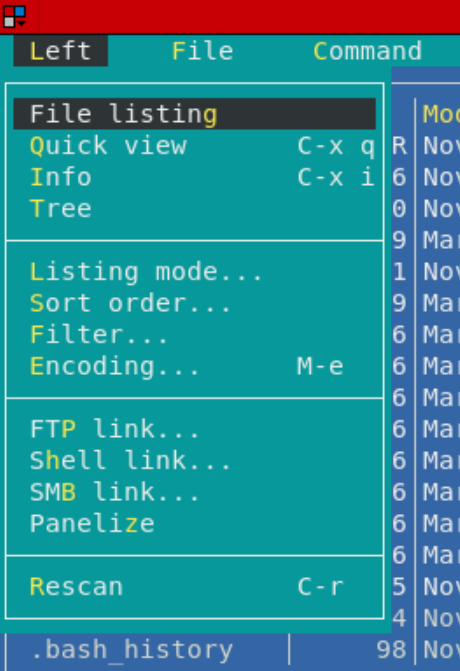 Left File Command
File listing Mod
Quick view C-x q R Nov
Info C-x i 6 Nov
Tree 0 Nov
9 Mar
Listing mode... 1 Nov
Sort order... 9 Mar
Filter... 6 Mar
Encoding... M-e 6 Mar
6 Mar
FTP link... 6 Mar
Shell link... 6 Mar
SMB link... 6 Mar
Panelize 6 Mar
6 Mar
Rescan C-r 5 Nov
4 Nov
.bash_history 98 Nov